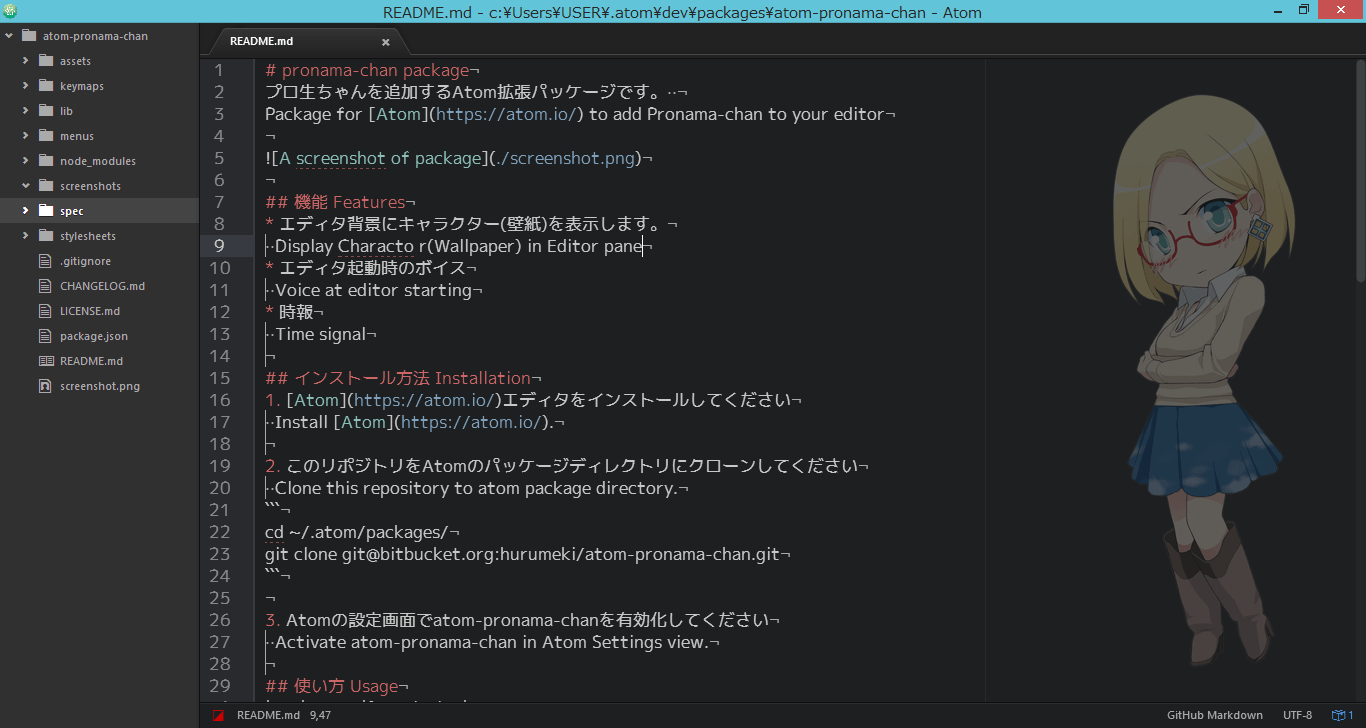 README.md - c:¥Users¥USER¥.atom¥dev¥packages¥atom-pronama-chan - Atom
atom-pronama-chan
assets
keymaps
lib
menus
node_modules
screenshots
spec
stylesheets
.gitignore
CHANGELOG.md
LICENSE.md
package.json
README.md
screenshot.png
README.md
1 # pronama-chan package¬
2 プロ生ちゃんを追加するAtom拡張パッケージです。··¬
3 Package for [Atom](https://atom.io/) to add Pronama-chan to your editor¬
4 ¬
5 ![A screenshot of package](./screenshot.png)¬
6 ¬
7 ## 機能 Features¬
8 * エディタ背景にキャラクター(壁紙)を表示します。¬
9 ··Display Characto r(Wallpaper) in Editor pane¬
10 * エディタ起動時のボイス¬
11 ··Voice at editor starting¬
12 * 時報¬
13 ··Time signal¬
14 ¬
15 ## インストール方法 Installation¬
16 1. [Atom](https://atom.io/)エディタをインストールしてください¬
17 ··Install [Atom](https://atom.io/).¬
18 ¬
19 2. このリポジトリをAtomのパッケージディレクトリにクローンしてください¬
20 ··Clone this repository to atom package directory.¬
21 ```¬
22 cd ~/.atom/packages/¬
23 git clone git@bitbucket.org:hurumeki/atom-pronama-chan.git¬
24 ```¬
25 ¬
26 3. Atomの設定画面でatom-pronama-chanを有効化してください¬
27 ··Activate atom-pronama-chan in Atom Settings view.¬
28 ¬
29 ## 使い方 Usage¬
README.md 9,47 GitHub Markdown UTF-8 1